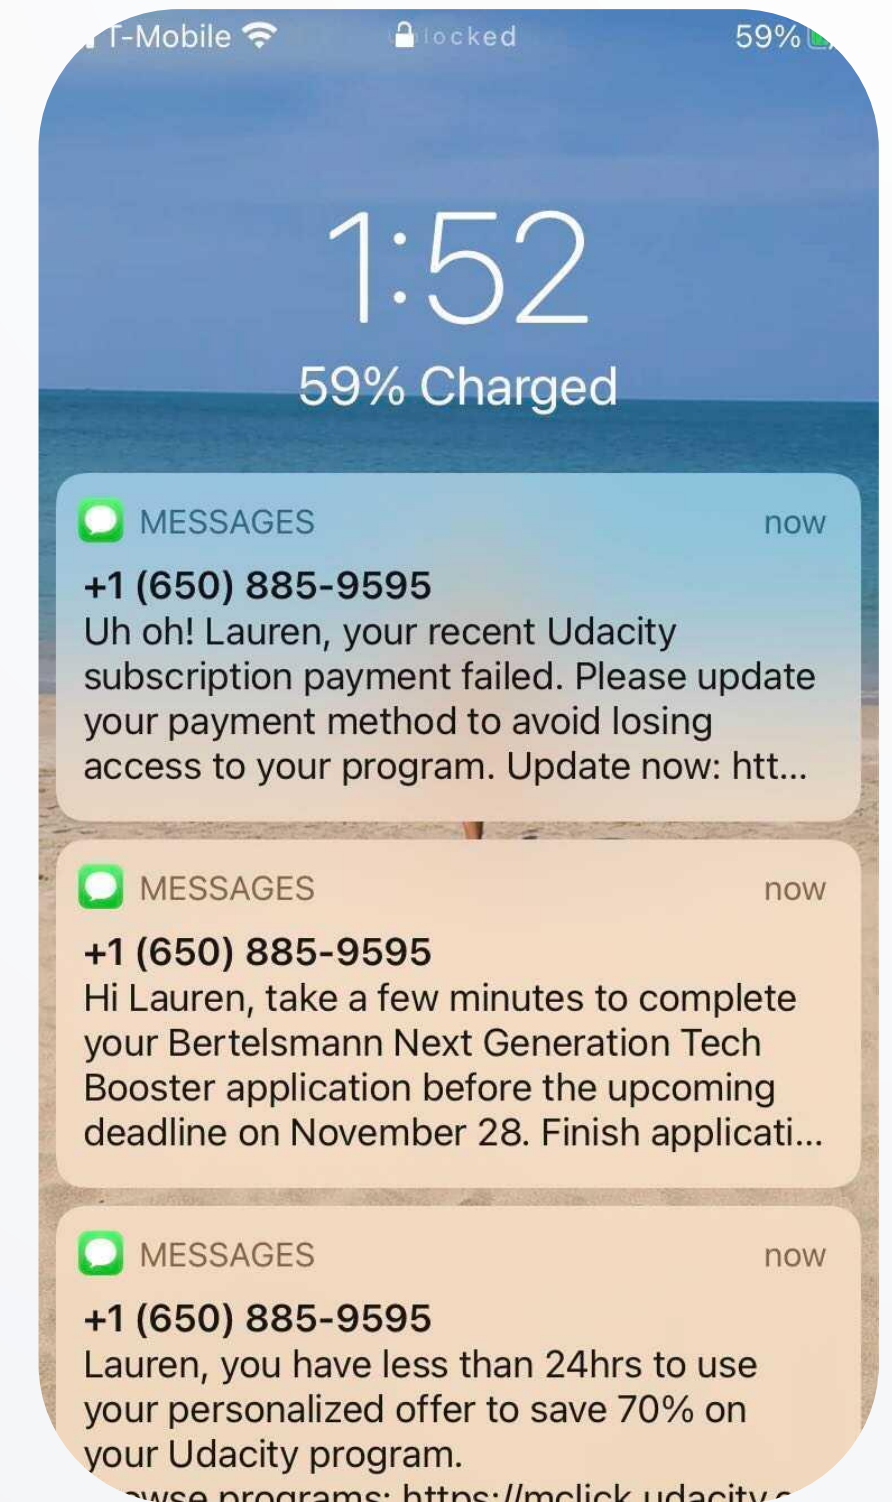 T-Mobile
locked
59%
1:52
59% Charged
MESSAGES now
+1 (650) 885-9595
Uh oh! Lauren, your recent Udacity
subscription payment failed. Please update
your payment method to avoid losing
access to your program. Update now: htt...
MESSAGES now
+1 (650) 885-9595
Hi Lauren, take a few minutes to complete
your Bertelsmann Next Generation Tech
Booster application before the upcoming
deadline on November 28. Finish applicati...
MESSAGES now
+1 (650) 885-9595
Lauren, you have less than 24hrs to use
your personalized offer to save 70% on
your Udacity program.
programs: https://mclick.udacity.